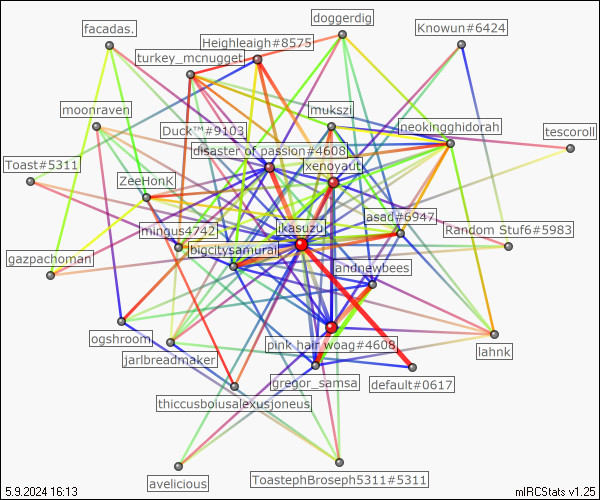 doggerdig
facadas.
Knowun#6424
Heighleaigh#8575
turkey_mcnugget
moonraven
mukszi
neokingghidorah
Duck™#9103
tescoroll
disaster of passion#4608
Toast#5311
xenoyaut
ZeeHonK
asad#6947
mingus4742
ikasuzu
Random Stuf6#5983
bigcitysamurai
gazpachoman
andnewbees
ogshroom
pink hair woag#4608
lahnk
jarlbreadmaker
gregor_samsa
default#0617
thiccusboiusalexusjoneus
avelicious
ToastephBroseph5311#5311
5.9.2024 16:13
mIRCStats v1.25